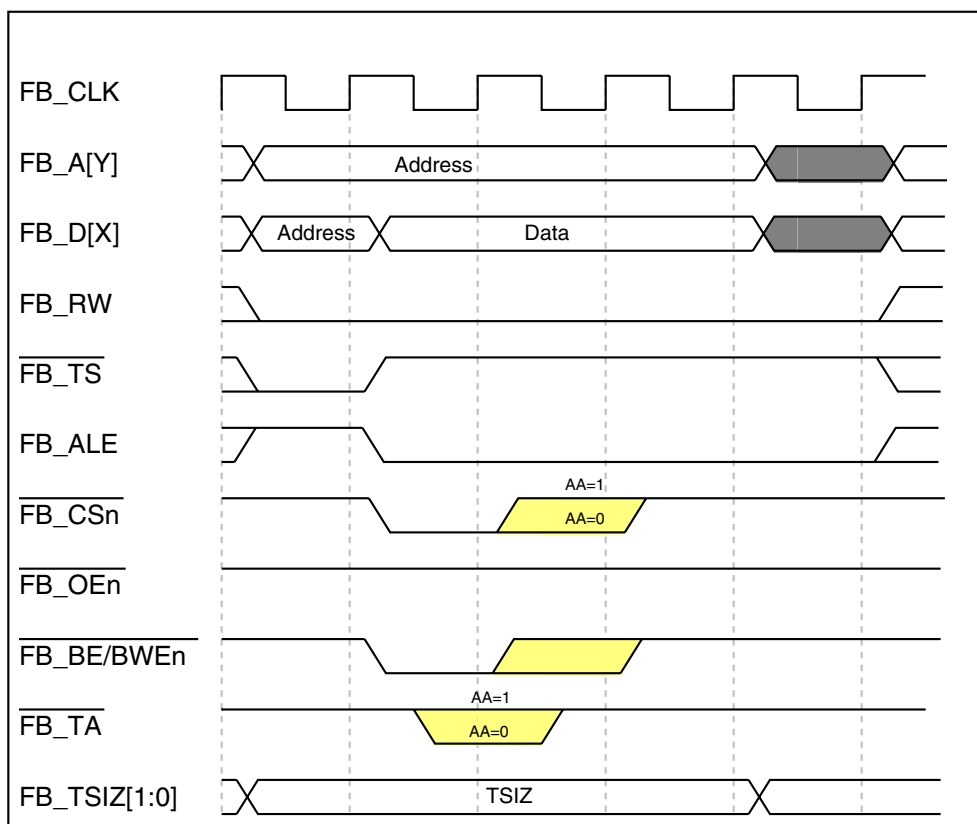 FB_CLK
FB_A[Y]
Address
FB_D[X]
Address
Data
FB_RW
FB_TS
FB_ALE
AA=1
FB_CSn
AA=0
FB_OEn
FB_BE/BWEn
AA=1
FB_TA
AA=0
FB_TSIZ[1:0]
TSIZ